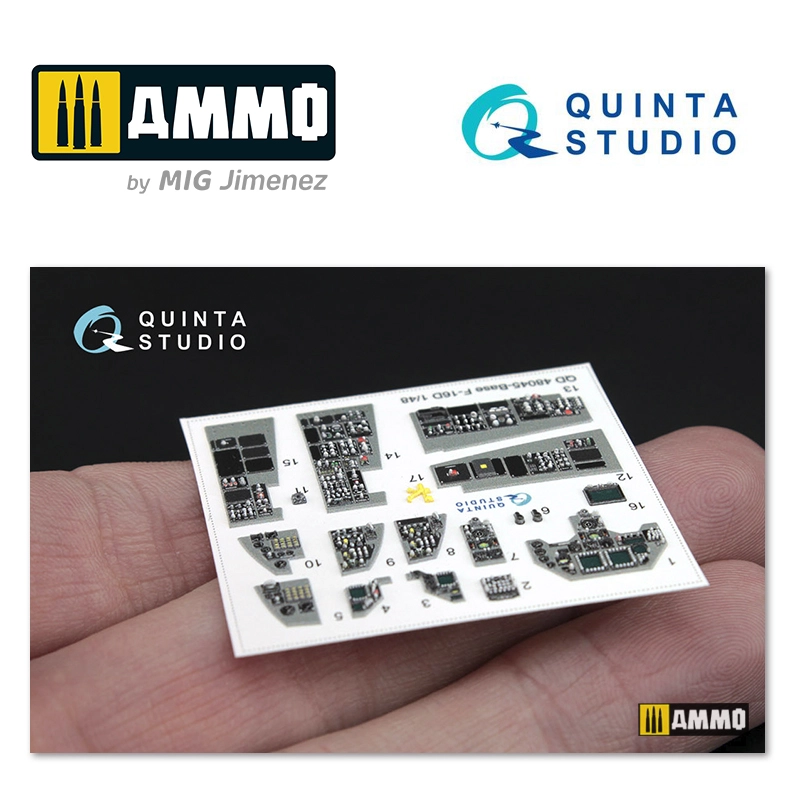 AMMO
by MIG Jimenez
QUINTA
STUDIO
QUINTA
STUDIO
QD 48045-Base F-16D 1/48
13
14
15
17
11
12
16
QUINTA
STUDIO
6
10
9
8
7
1
5
4
3
2
AMMO